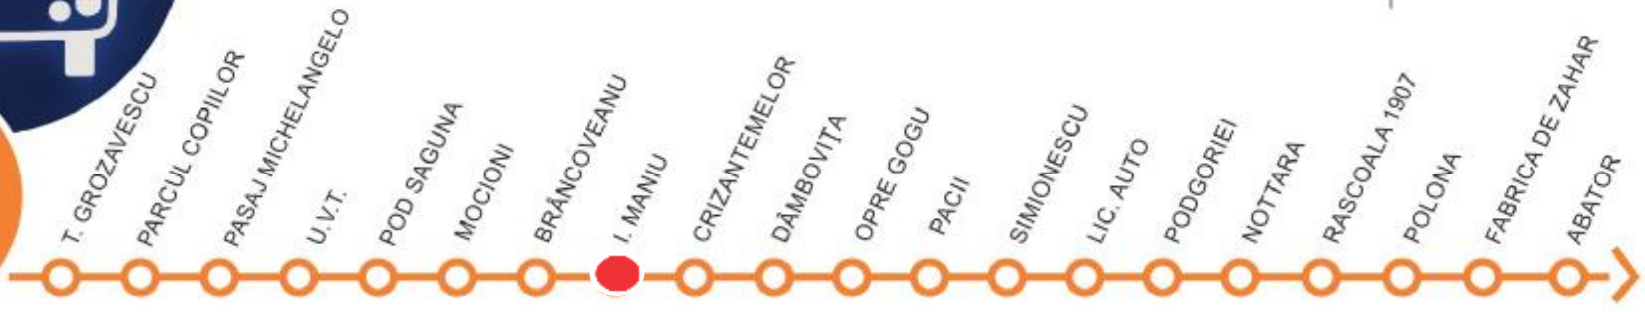 T. GROZAVESCU
PARCUL COPIILOR
PASAJ MICHELANGELO
U.V.T.
POD SAGUNA
MOCIONI
BRÂNCOVEANU
I. MANIU
CRIZANTEMELOR
DÂMBOVIȚA
OPRE GOGU
PACII
SIMIONESCU
LIC. AUTO
PODGORIEI
NOTTARA
RASCOALA 1907
POLONA
FABRICA DE ZAHAR
ABATOR